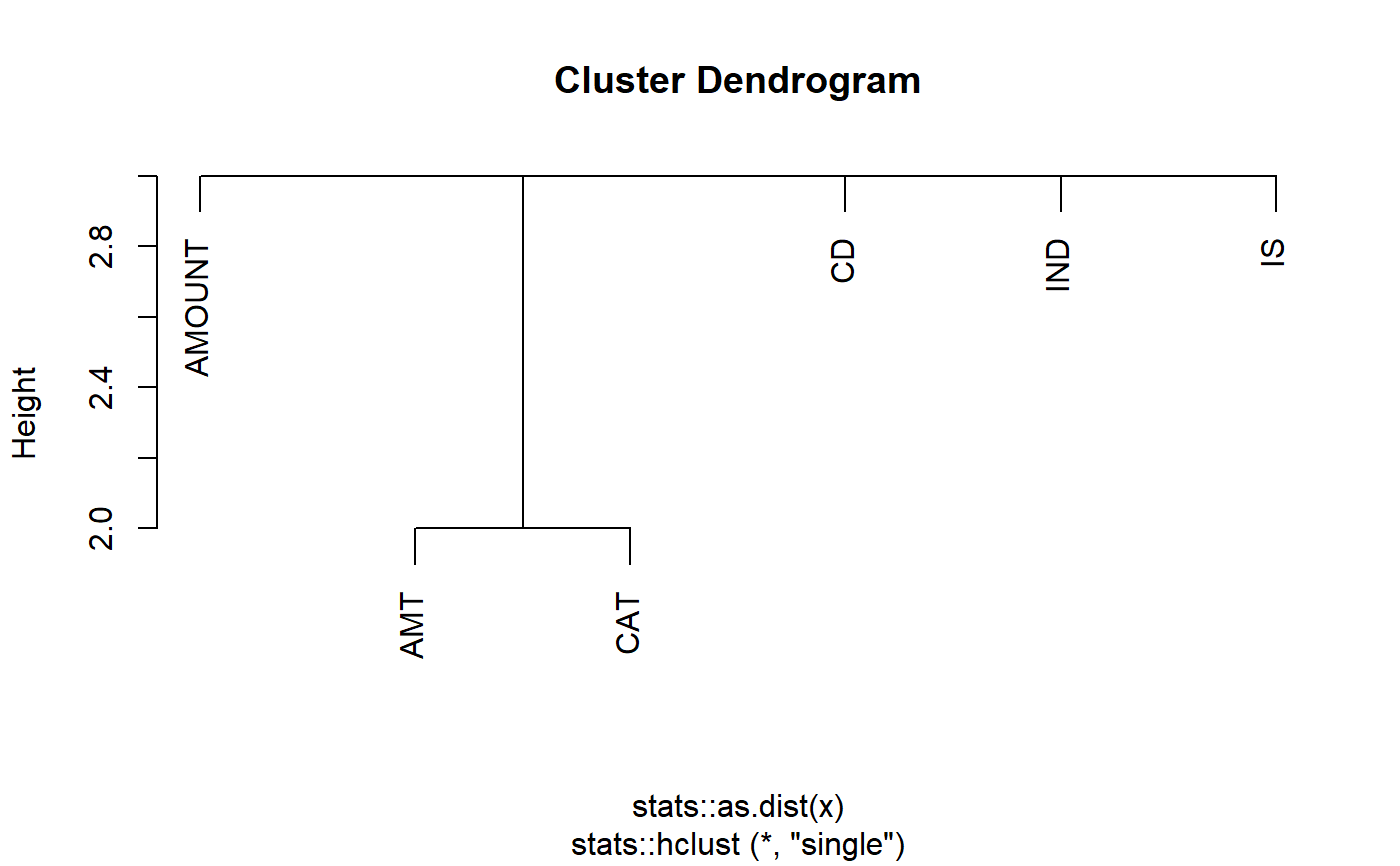 Cluster Dendrogram
Height
2.8
2.4
2.0
AMOUNT
AMT
CAT
CD
IND
IS
stats::as.dist(x)
stats::hclust (*, "single")